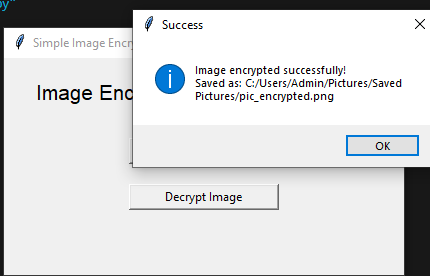 py"
Simple Image Encry
Success
Image encrypted successfully!
Saved as: C:/Users/Admin/Pictures/Saved
Pictures/pic_encrypted.png
Image Enc
OK
Decrypt Image